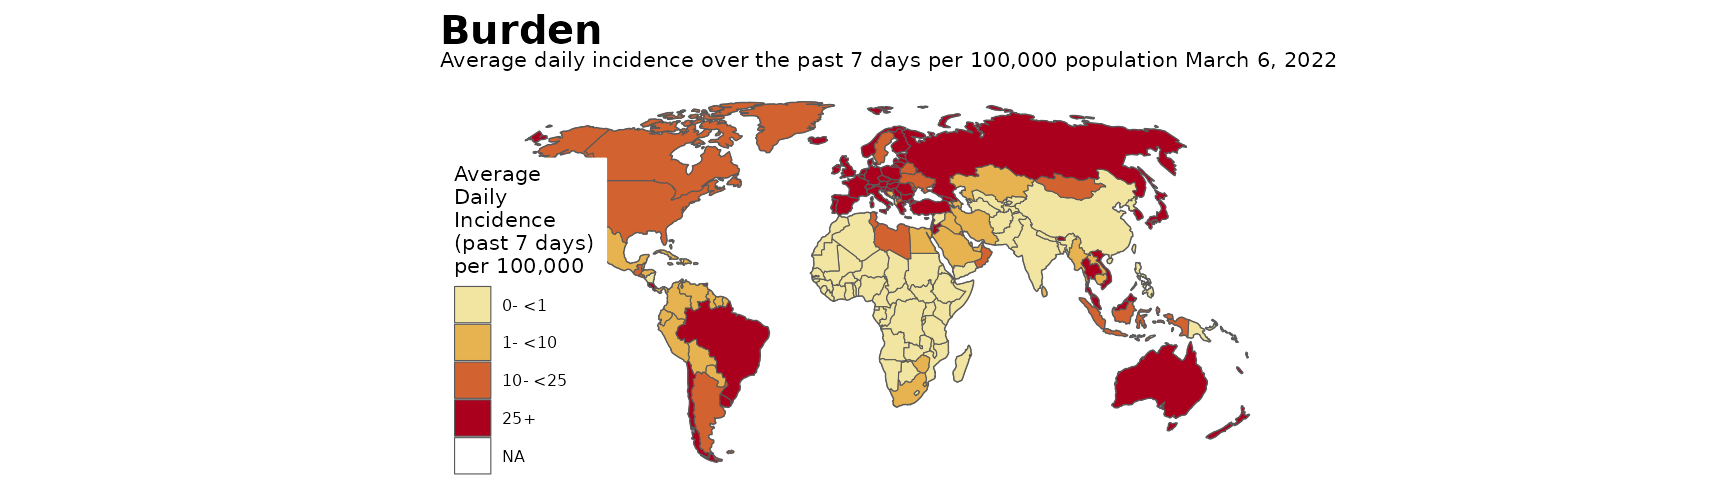 Burden
Average daily incidence over the past 7 days per 100,000 population March 6, 2022
Average
Daily
Incidence
(past 7 days)
per 100,000
0- <1
1- <10
10- <25
25+
NA